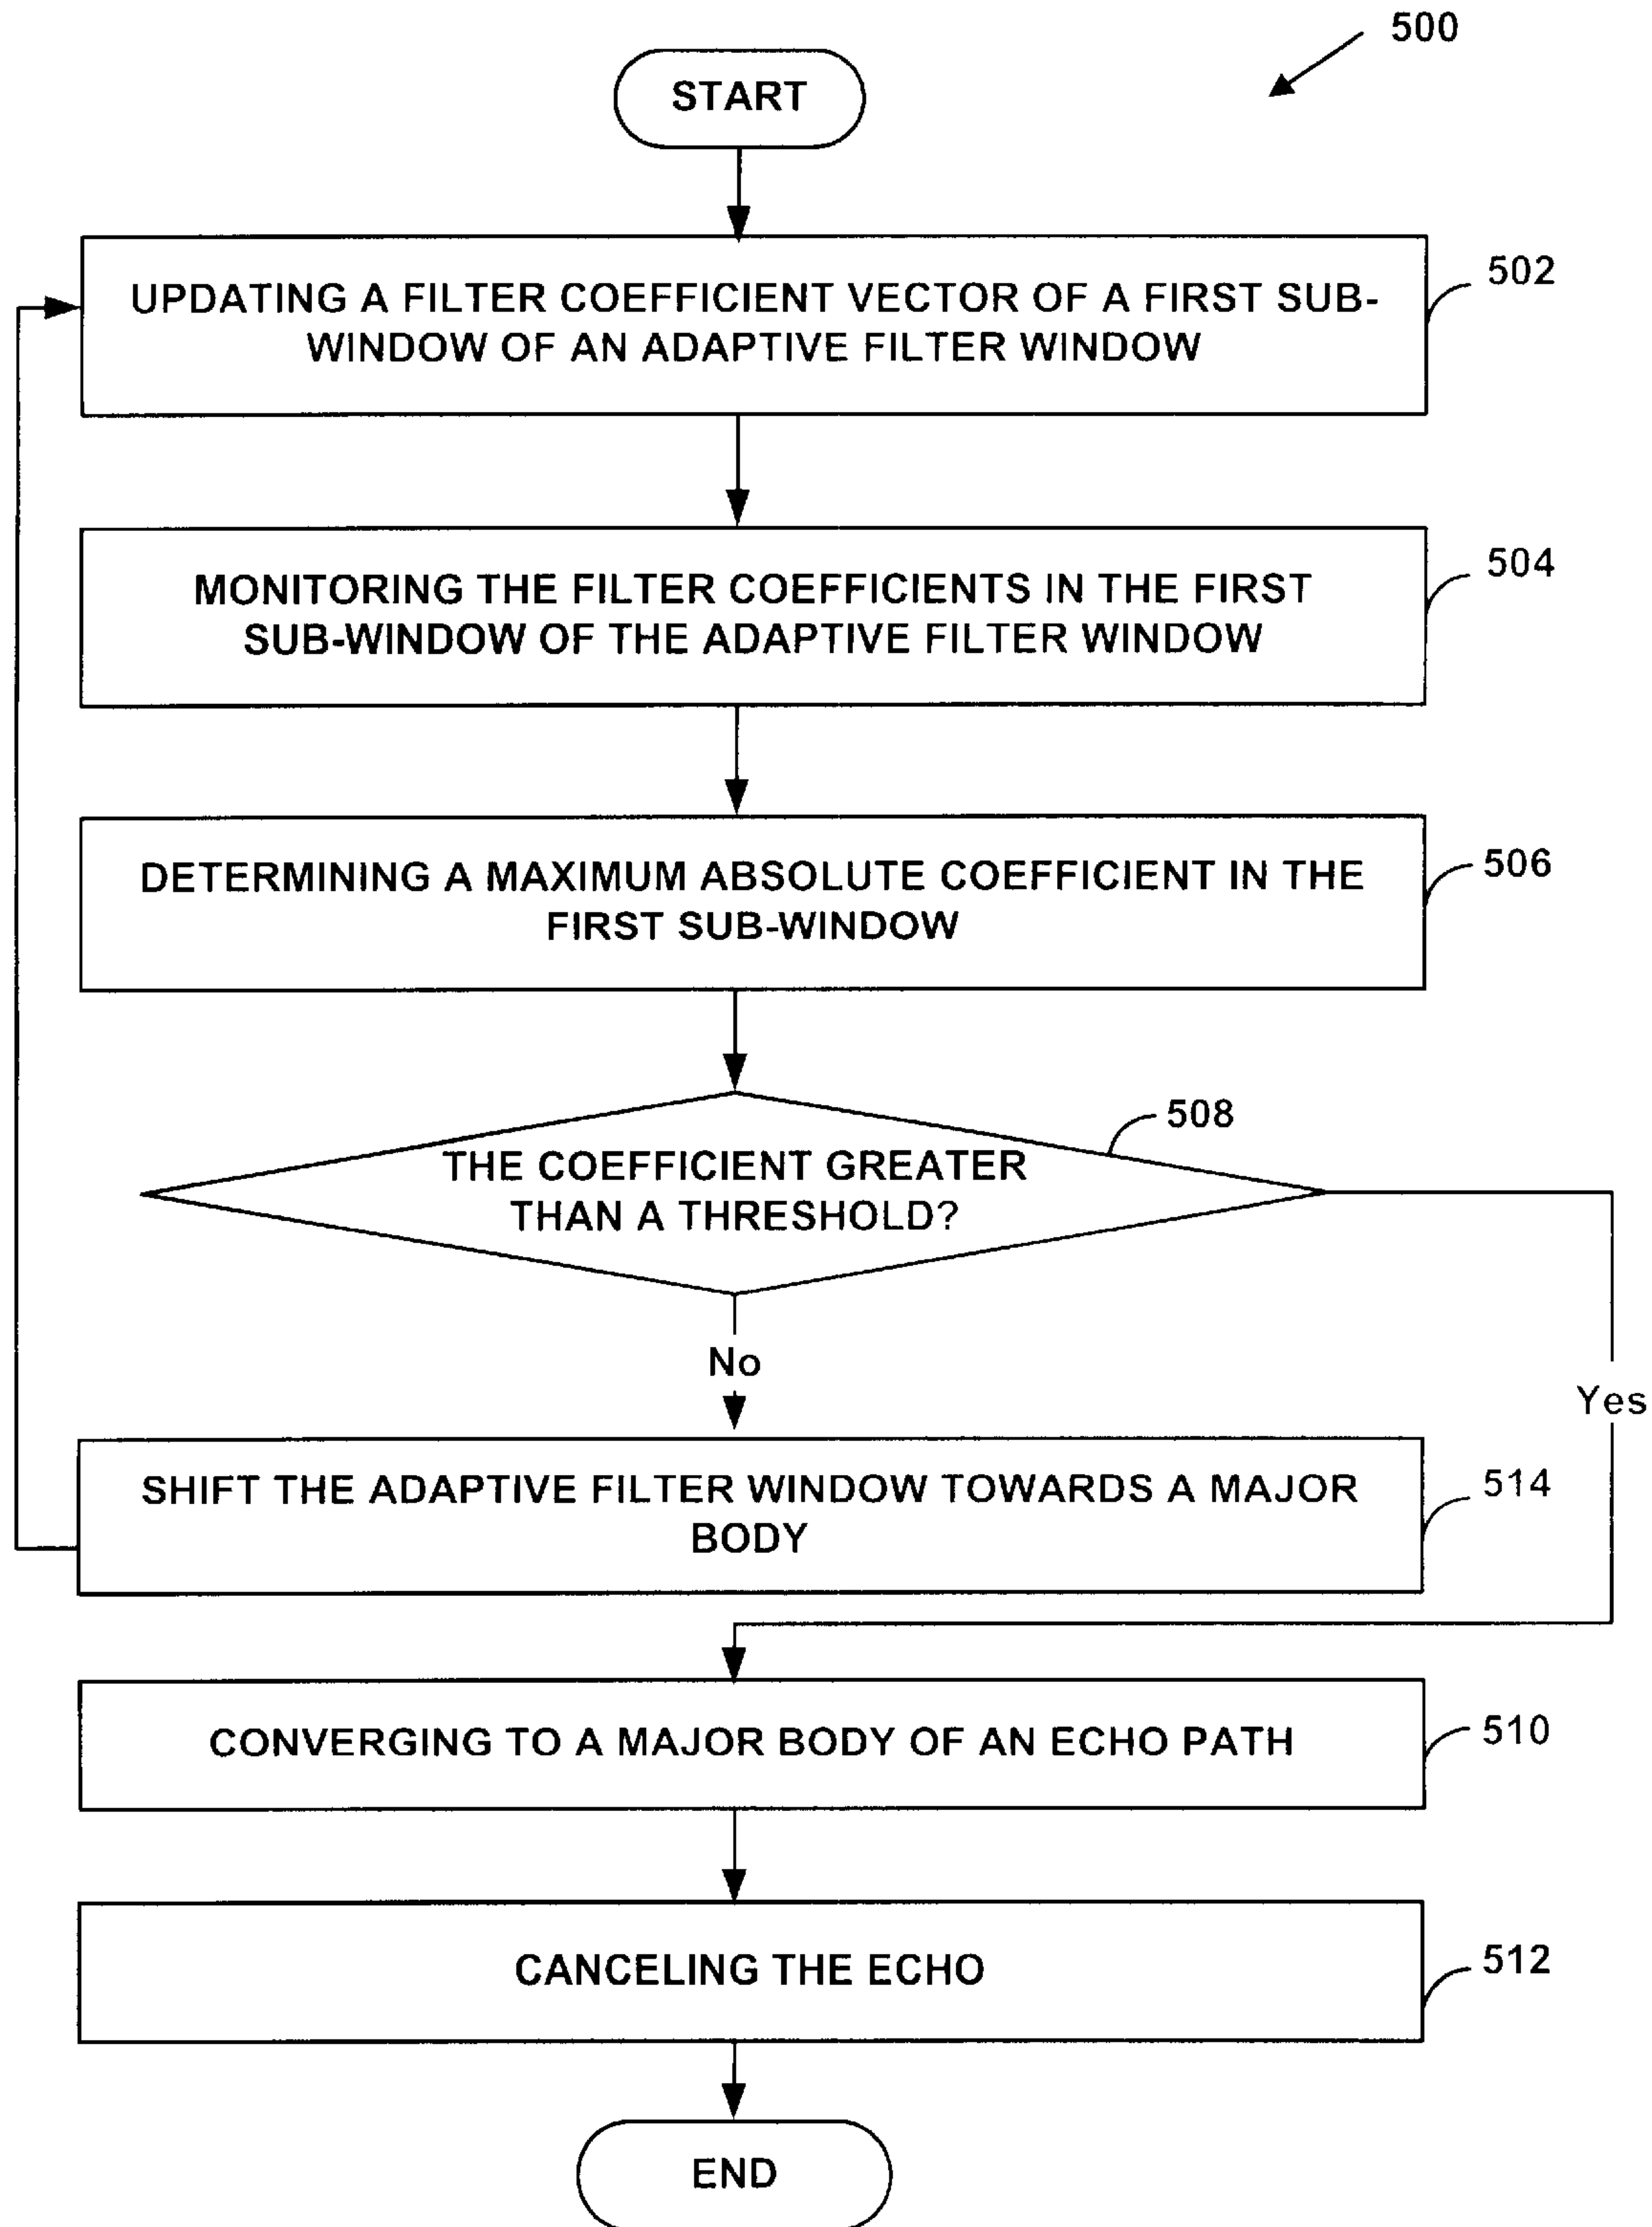 500
START
UPDATING A FILTER COEFFICIENT VECTOR OF A FIRST SUB-
WINDOW OF AN ADAPTIVE FILTER WINDOW
502
MONITORING THE FILTER COEFFICIENTS IN THE FIRST
SUB-WINDOW OF THE ADAPTIVE FILTER WINDOW
504
DETERMINING A MAXIMUM ABSOLUTE COEFFICIENT IN THE
FIRST SUB-WINDOW
506
THE COEFFICIENT GREATER
THAN A THRESHOLD?
508
No
Yes
SHIFT THE ADAPTIVE FILTER WINDOW TOWARDS A MAJOR
BODY
514
CONVERGING TO A MAJOR BODY OF AN ECHO PATH
510
CANCELING THE ECHO
512
END